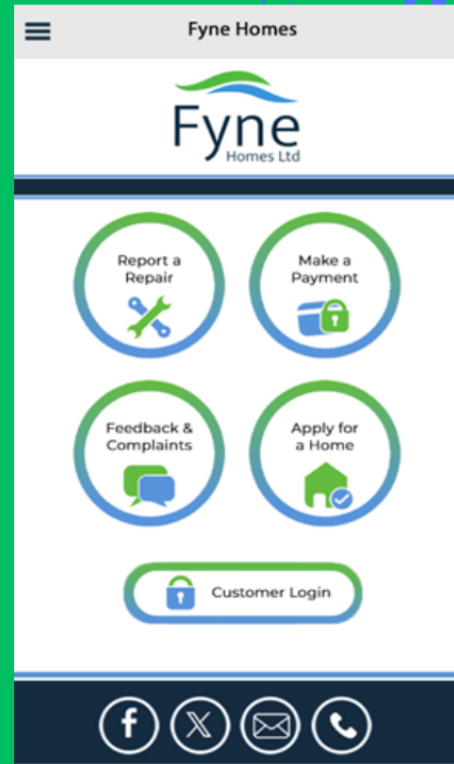 Fyne Homes
Fyne
Homes Ltd
Report a
Repair
Make a
Payment
Feedback &
Complaints
Apply for
a Home
Customer Login